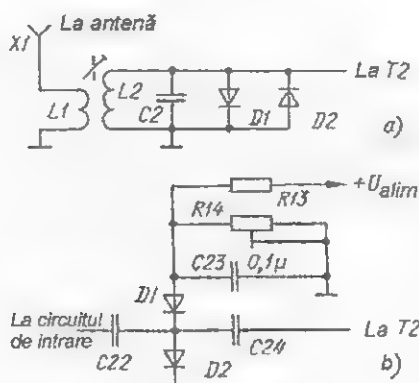 La antenă
X1
L1
L2
C2
D1
D2
La T2
a)
+Ualim
R13
R14
C23
0,1μ
D1
La circuitul
de intrare
C22
C24
La T2
D2
b)